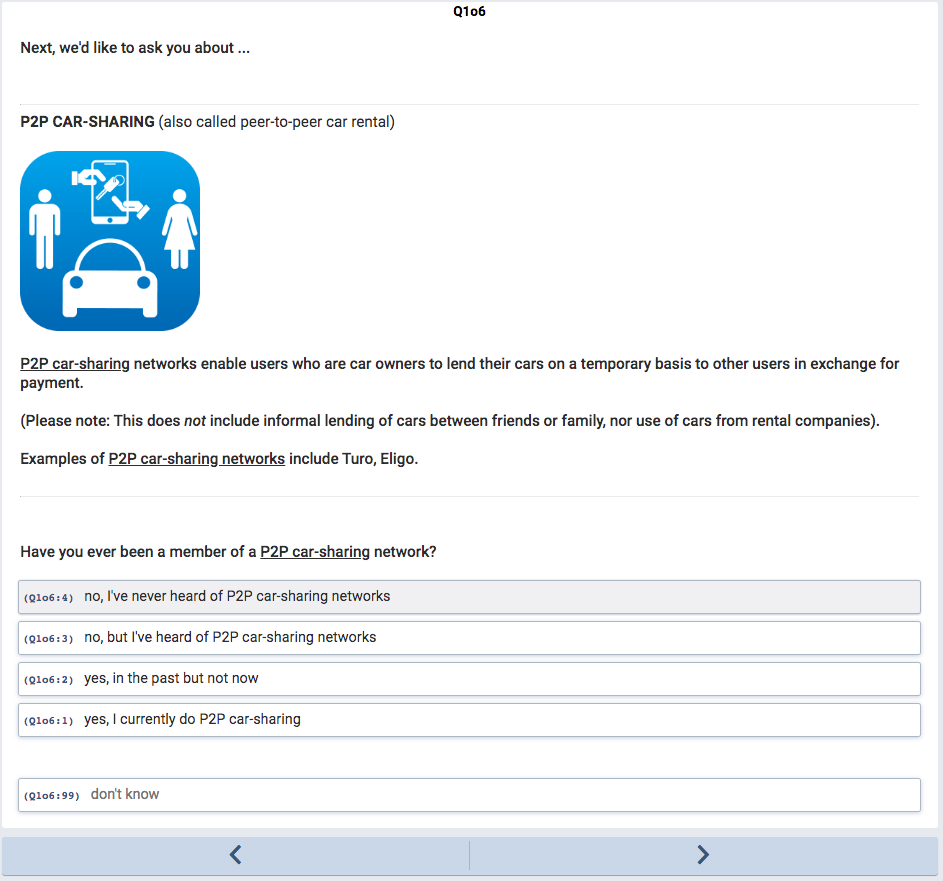 Q1o6
Next, we'd like to ask you about ...
P2P CAR-SHARING (also called peer-to-peer car rental)
P2P car-sharing networks enable users who are car owners to lend their cars on a temporary basis to other users in exchange for
payment.
(Please note: This does not include informal lending of cars between friends or family, nor use of cars from rental companies).
Examples of P2P car-sharing networks include Turo, Eligo.
Have you ever been a member of a P2P car-sharing network?
(Q1o6:4) no, I've never heard of P2P car-sharing networks
(Q1o6:3) no, but I've heard of P2P car-sharing networks
(Q1o6:2) yes, in the past but not now
(Q1o6:1) yes, I currently do P2P car-sharing
(Q1o6:99) don't know